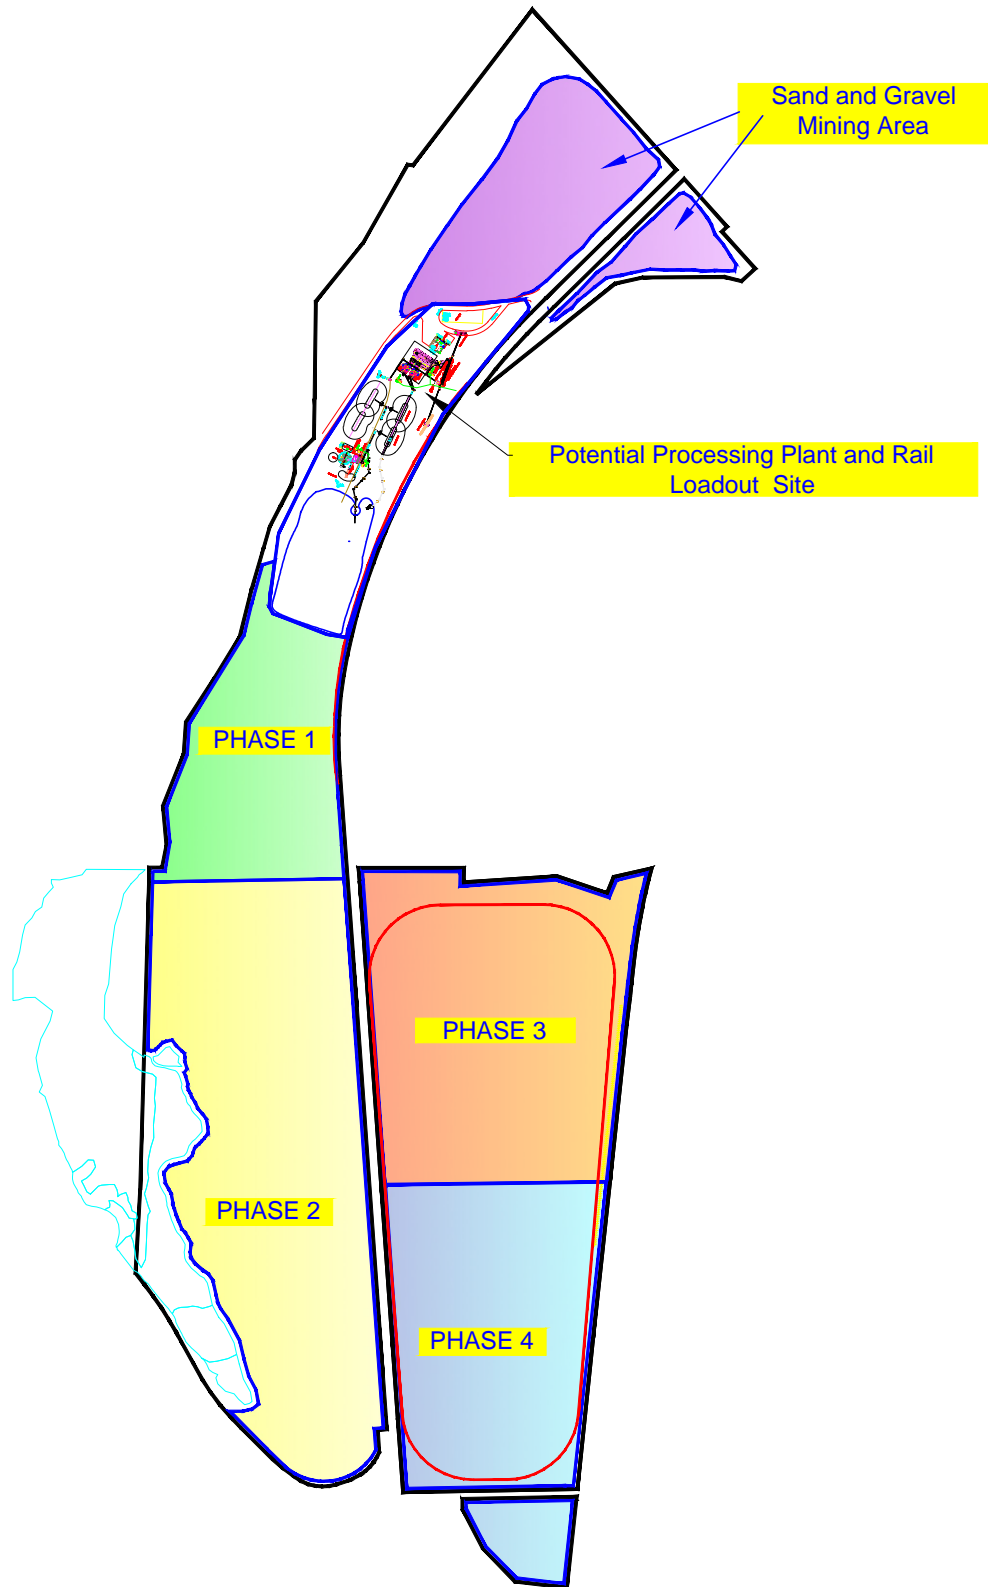 Sand and Gravel
Mining Area
Potential Processing Plant and Rail
Loadout Site
PHASE 1
PHASE 3
PHASE 2
PHASE 4